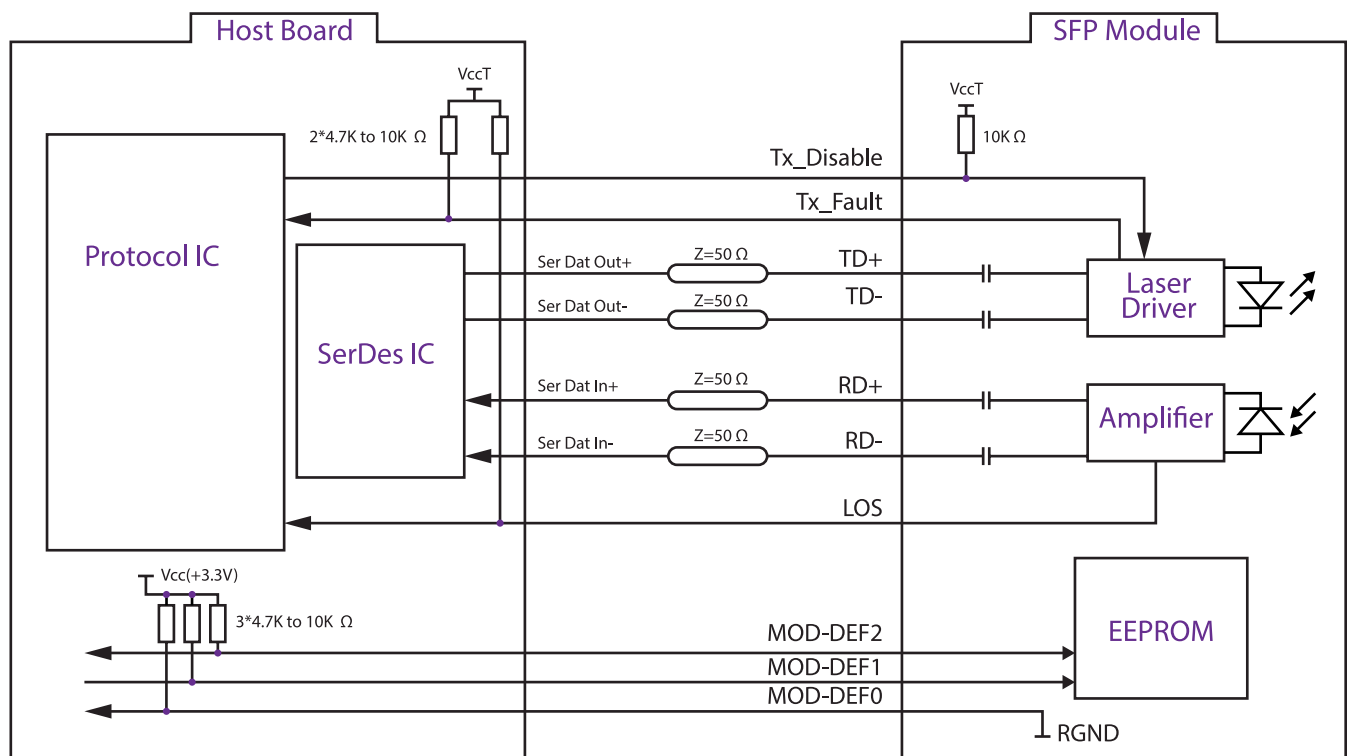 Host Board
SFP Module
VccT
VccT
2*4.7K to 10K Ω
10K Ω
Tx_Disable
Tx_Fault
Protocol IC
Ser Dat Out+
Z=50 Ω
TD+
Ser Dat Out-
Z=50 Ω
TD-
Laser
Driver
SerDes IC
Ser Dat In+
Z=50 Ω
RD+
Ser Dat In-
Z=50 Ω
RD-
Amplifier
LOS
Vcc(+3.3V)
3*4.7K to 10K Ω
MOD-DEF2
MOD-DEF1
MOD-DEF0
EEPROM
RGND